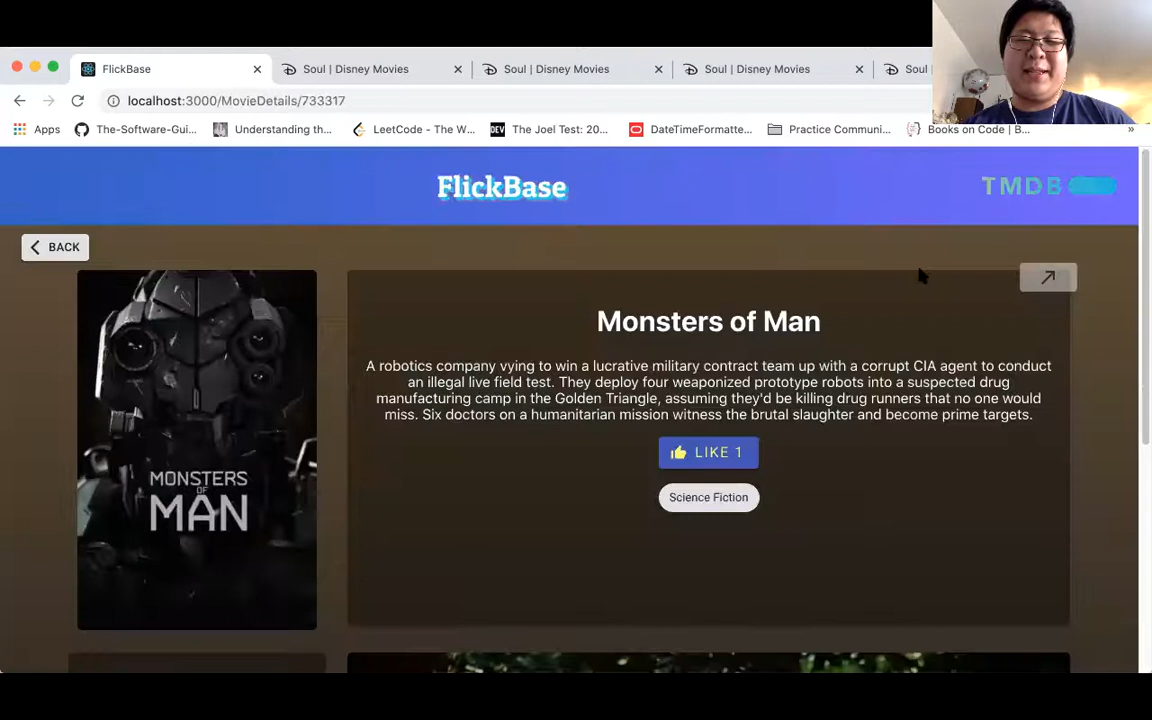 FlickBase
Soul | Disney Movies
Soul | Disney Movies
Soul | Disney Movies
Soul
localhost:3000/MovieDetails/733317
Apps
The-Software-Gui...
Understanding th...
LeetCode - The W...
DEV
The Joel Test: 20...
DateTimeFormatte...
Practice Communi...
Books on Code | B...
»
FlickBase
TMDB
BACK
MONSTERS
OF
MAN
Monsters of Man
A robotics company vying to win a lucrative military contract team up with a corrupt CIA agent to conduct
an illegal live field test. They deploy four weaponized prototype robots into a suspected drug
manufacturing camp in the Golden Triangle, assuming they'd be killing drug runners that no one would
miss. Six doctors on a humanitarian mission witness the brutal slaughter and become prime targets.
LIKE 1
Science Fiction